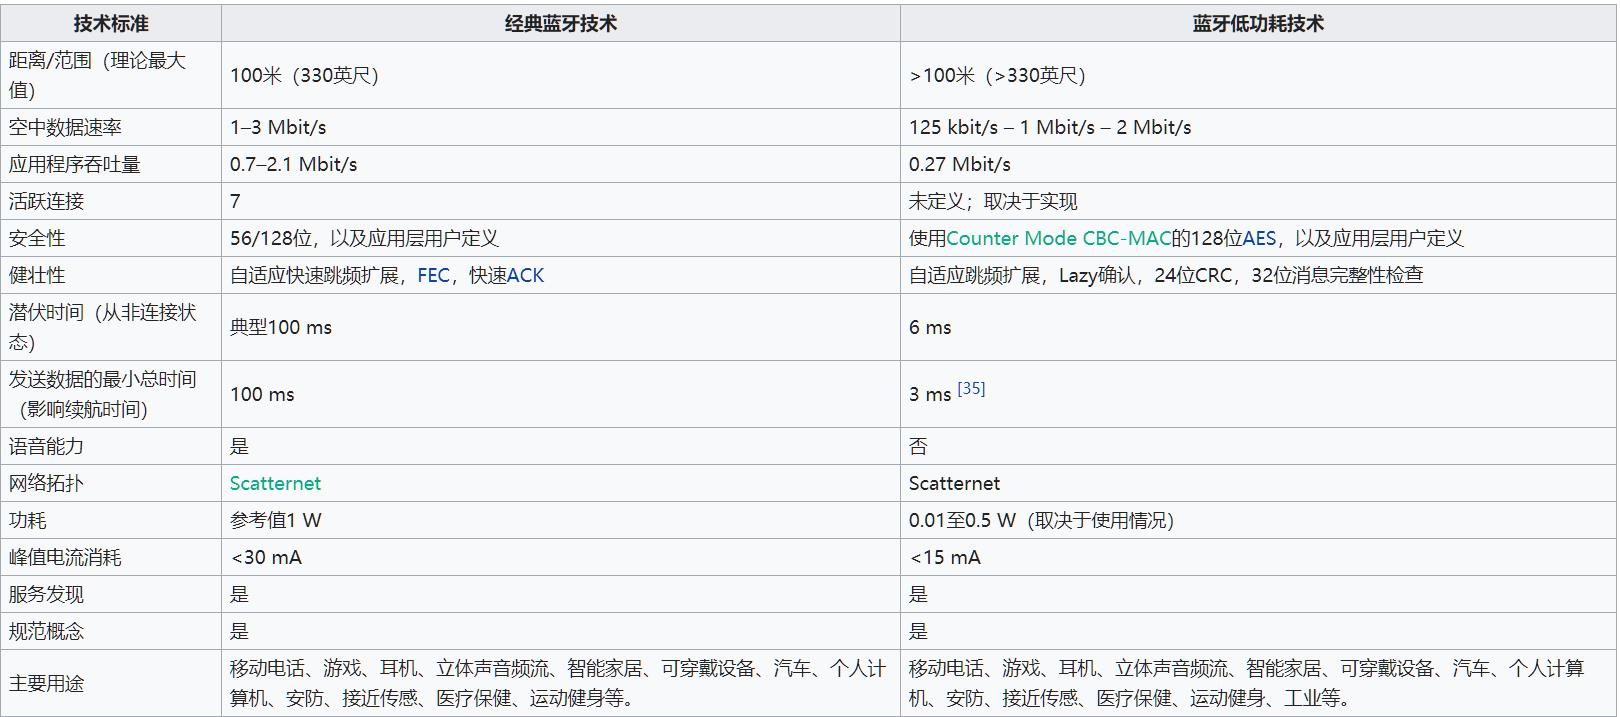 技术标准 经典蓝牙技术 蓝牙低功耗技术
距离/范围（理论最大
值） 100米（330英尺） >100米（>330英尺）
空中数据速率 1–3 Mbit/s 125 kbit/s – 1 Mbit/s – 2 Mbit/s
应用程序吞吐量 0.7–2.1 Mbit/s 0.27 Mbit/s
活跃连接 7 未定义；取决于实现
安全性 56/128位，以及应用层用户定义 使用Counter Mode CBC-MAC的128位AES，以及应用层用户定义
健壮性 自适应快速跳频扩展，FEC，快速ACK 自适应跳频扩展，Lazy确认，24位CRC，32位消息完整性检查
潜伏时间（从非连接状
态） 典型100 ms 6 ms
发送数据的最小总时间
（影响续航时间） 100 ms 3 ms [35]
语音能力 是 否
网络拓扑 Scatternet Scatternet
功耗 参考值1 W 0.01至0.5 W（取决于使用情况）
峰值电流消耗 <30 mA <15 mA
服务发现 是 是
规范概念 是 是
主要用途 移动电话、游戏、耳机、立体声音频流、智能家居、可穿戴设备、汽车、个人计
算机、安防、接近传感、医疗保健、运动健身等。 移动电话、游戏、耳机、立体声音频流、智能家居、可穿戴设备、汽车、个人计算
机、安防、接近传感、医疗保健、运动健身、工业等。